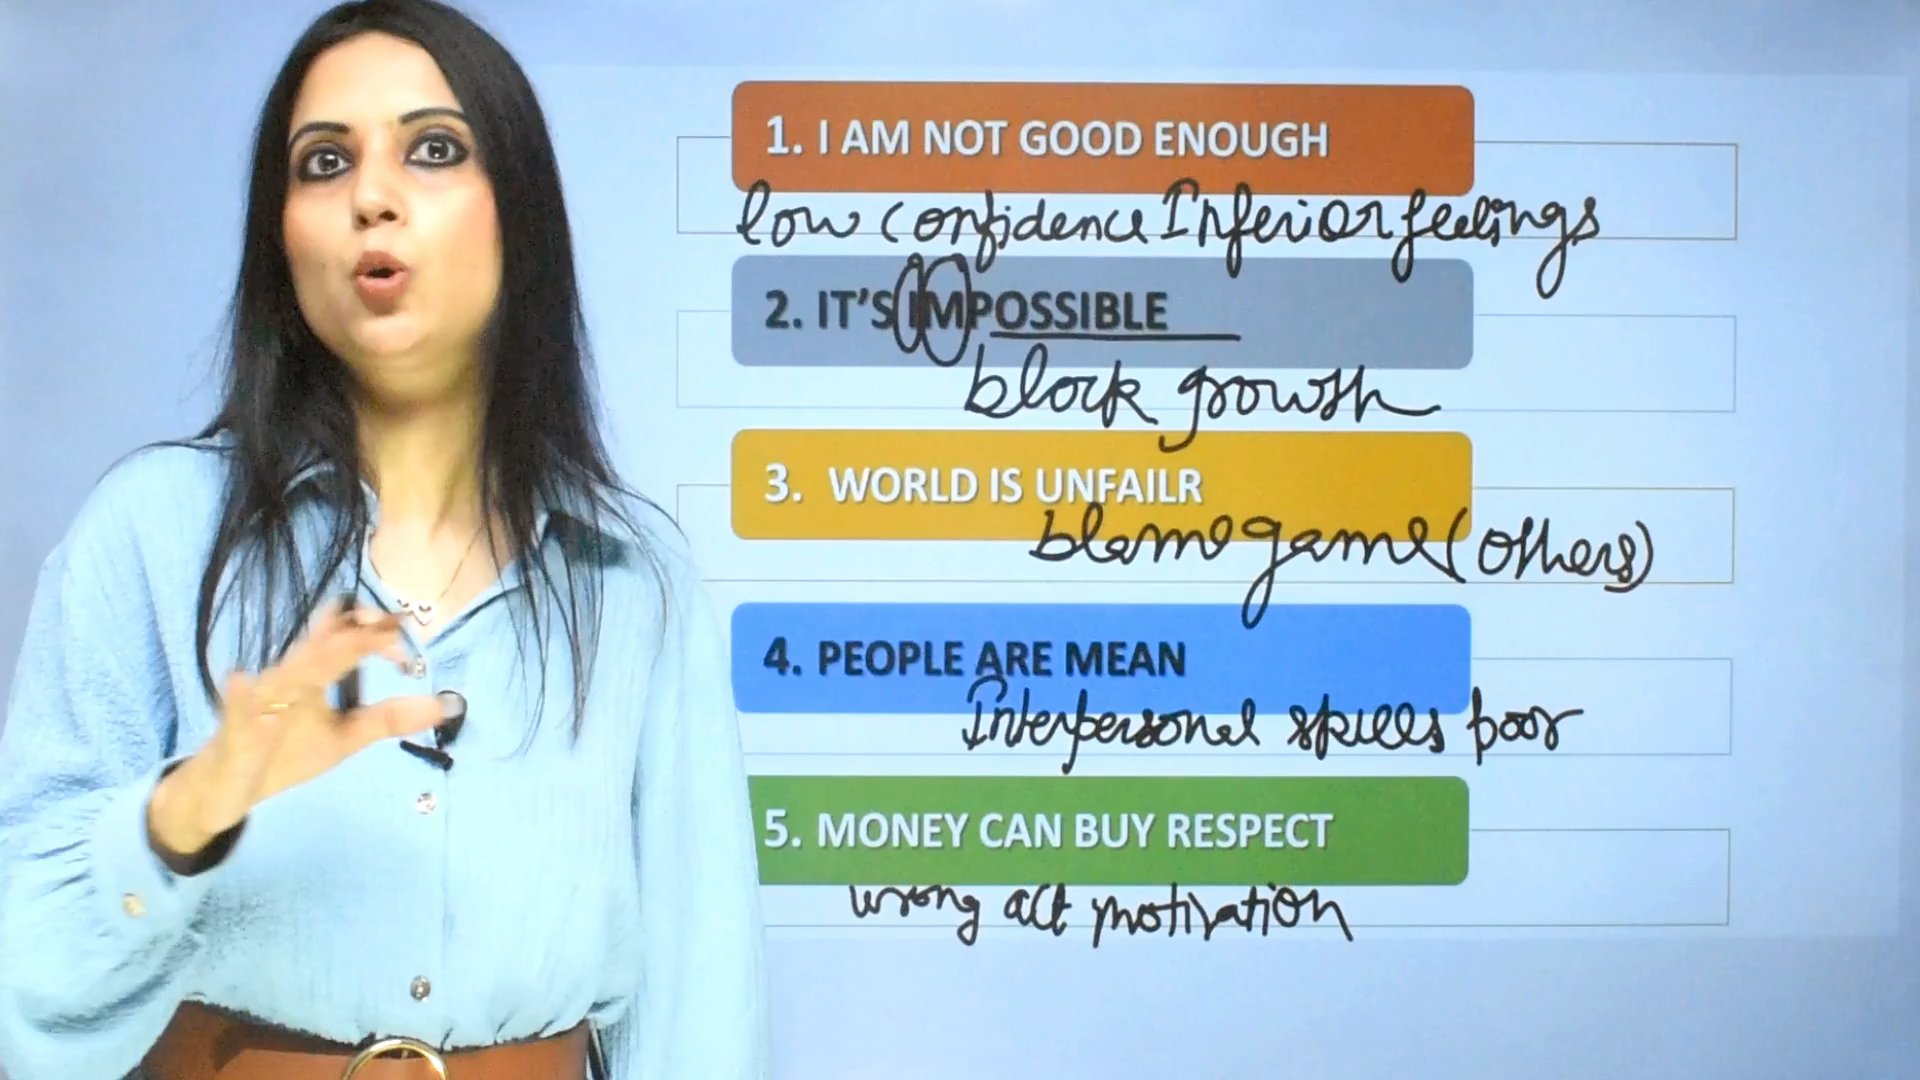 1. I AM NOT GOOD ENOUGH
low confidence Inferior feelings
2. IT'S IMPOSSIBLE
block growth
3. WORLD IS UNFAILR
blame game (others)
4. PEOPLE ARE MEAN
Interpersonal skills poor
5. MONEY CAN BUY RESPECT
wrong act motivation